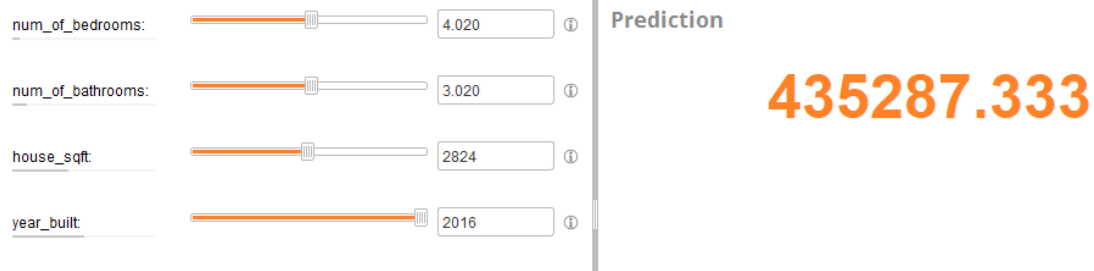 num_of_bedrooms: 4.020
num_of_bathrooms: 3.020
house_sqft: 2824
year_built: 2016
Prediction
435287.333